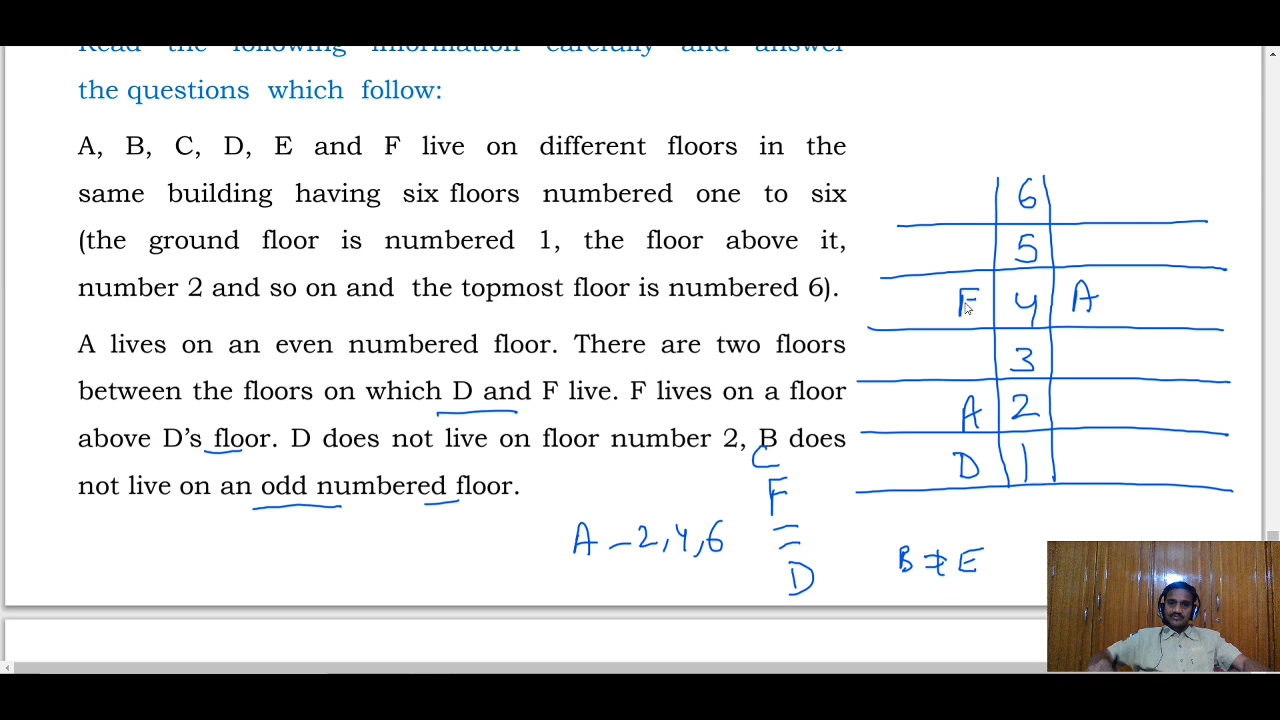 Read the following information carefully and answer
the questions which follow:
A, B, C, D, E and F live on different floors in the
same building having six floors numbered one to six
(the ground floor is numbered 1, the floor above it,
number 2 and so on and the topmost floor is numbered 6).
A lives on an even numbered floor. There are two floors
between the floors on which D and F live. F lives on a floor
above D's floor. D does not live on floor number 2, B does
not live on an odd numbered floor.
6
5
F 4 A
3
A 2
D 1
C
F
A - 2, 4, 6
D
B ≠ E